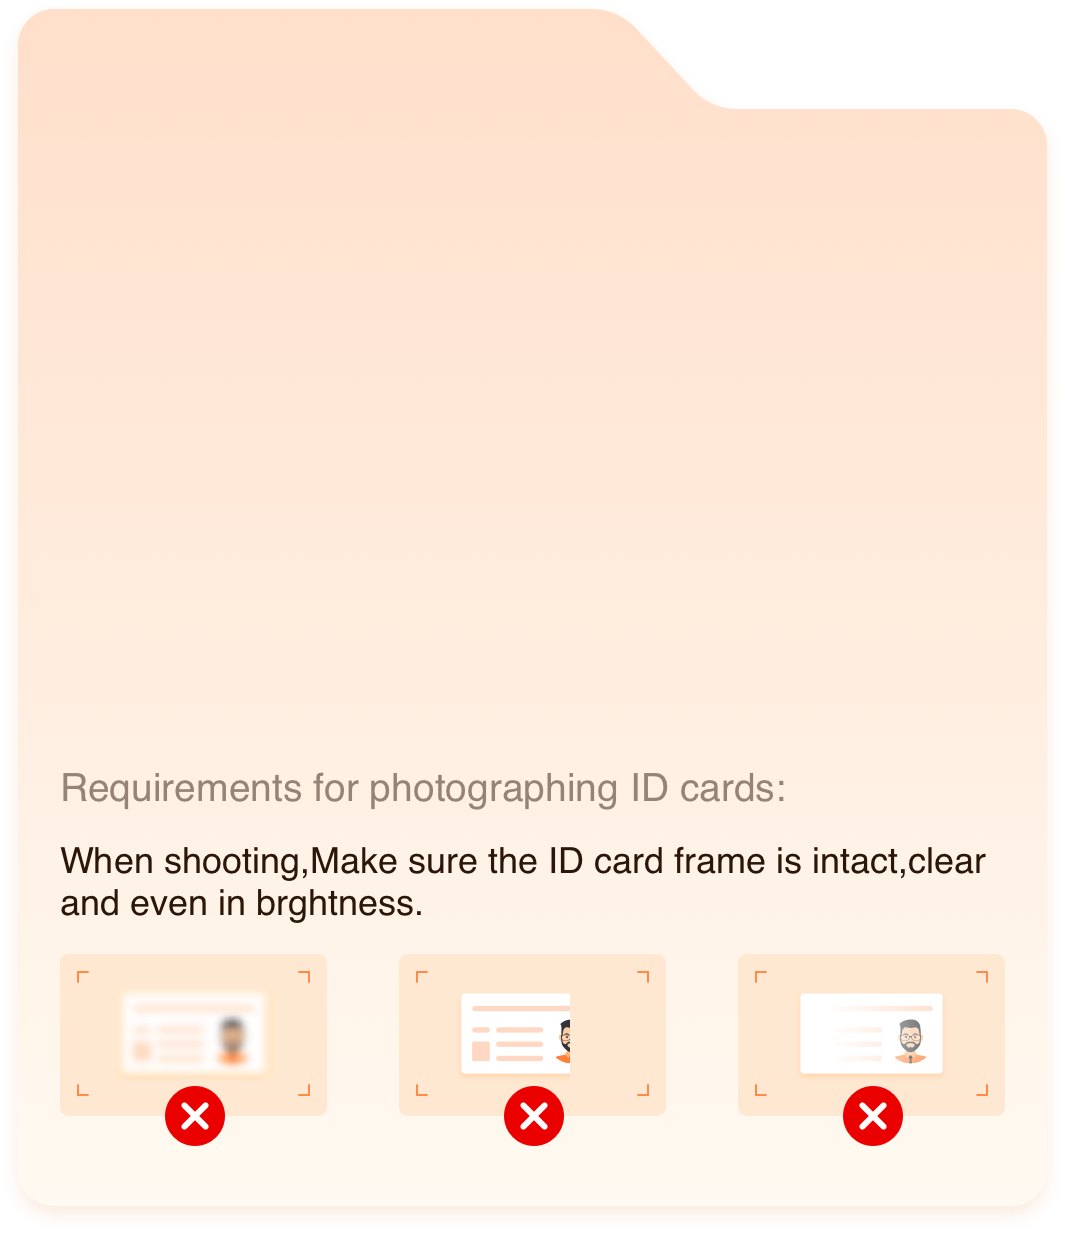 Requirements for photographing ID cards:
When shooting,Make sure the ID card frame is intact,clear
and even in brghtness.